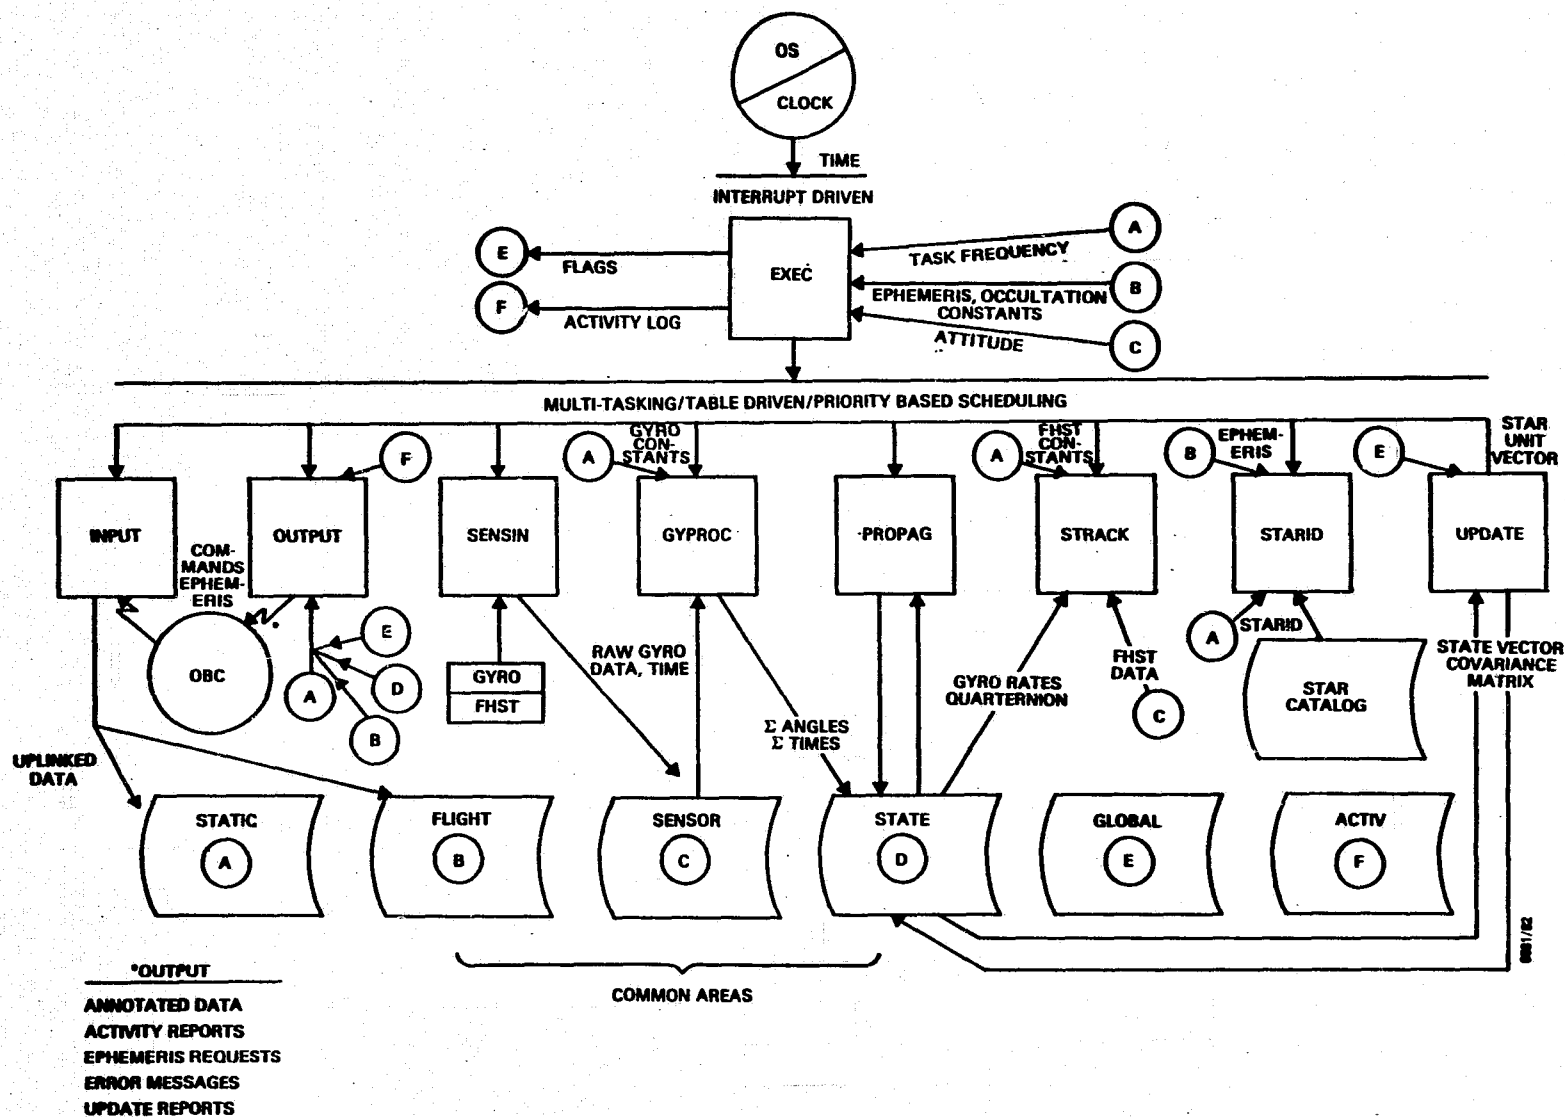 OS
CLOCK
TIME
INTERRUPT DRIVEN
EXEC
E
FLAGS
F
ACTIVITY LOG
A
TASK FREQUENCY
B
EPHEMERIS, OCCULTATION
CONSTANTS
ATTITUDE
C
MULTI-TASKING/TABLE DRIVEN/PRIORITY BASED SCHEDULING
F
A
GYRO
CON-
STANTS
A
FHST
CON-
STANTS
B
EPHEM-
ERIS
E
STAR
UNIT
VECTOR
INPUT
OUTPUT
SENSIN
GYPROC
PROPAG
STRACK
STARID
UPDATE
COM-
MANDS
EPHEM-
ERIS
OBC
E
D
A
B
GYRO
FHST
RAW GYRO
DATA, TIME
Σ ANGLES
Σ TIMES
GYRO RATES
QUARTERNION
FHST
DATA
C
A
STARID
STAR
CATALOG
STATE VECTOR
COVARIANCE
MATRIX
UPLINKED
DATA
STATIC
A
FLIGHT
B
SENSOR
C
STATE
D
GLOBAL
E
ACTIV
F
COMMON AREAS
*OUTPUT
ANNOTATED DATA
ACTIVITY REPORTS
EPHEMERIS REQUESTS
ERROR MESSAGES
UPDATE REPORTS